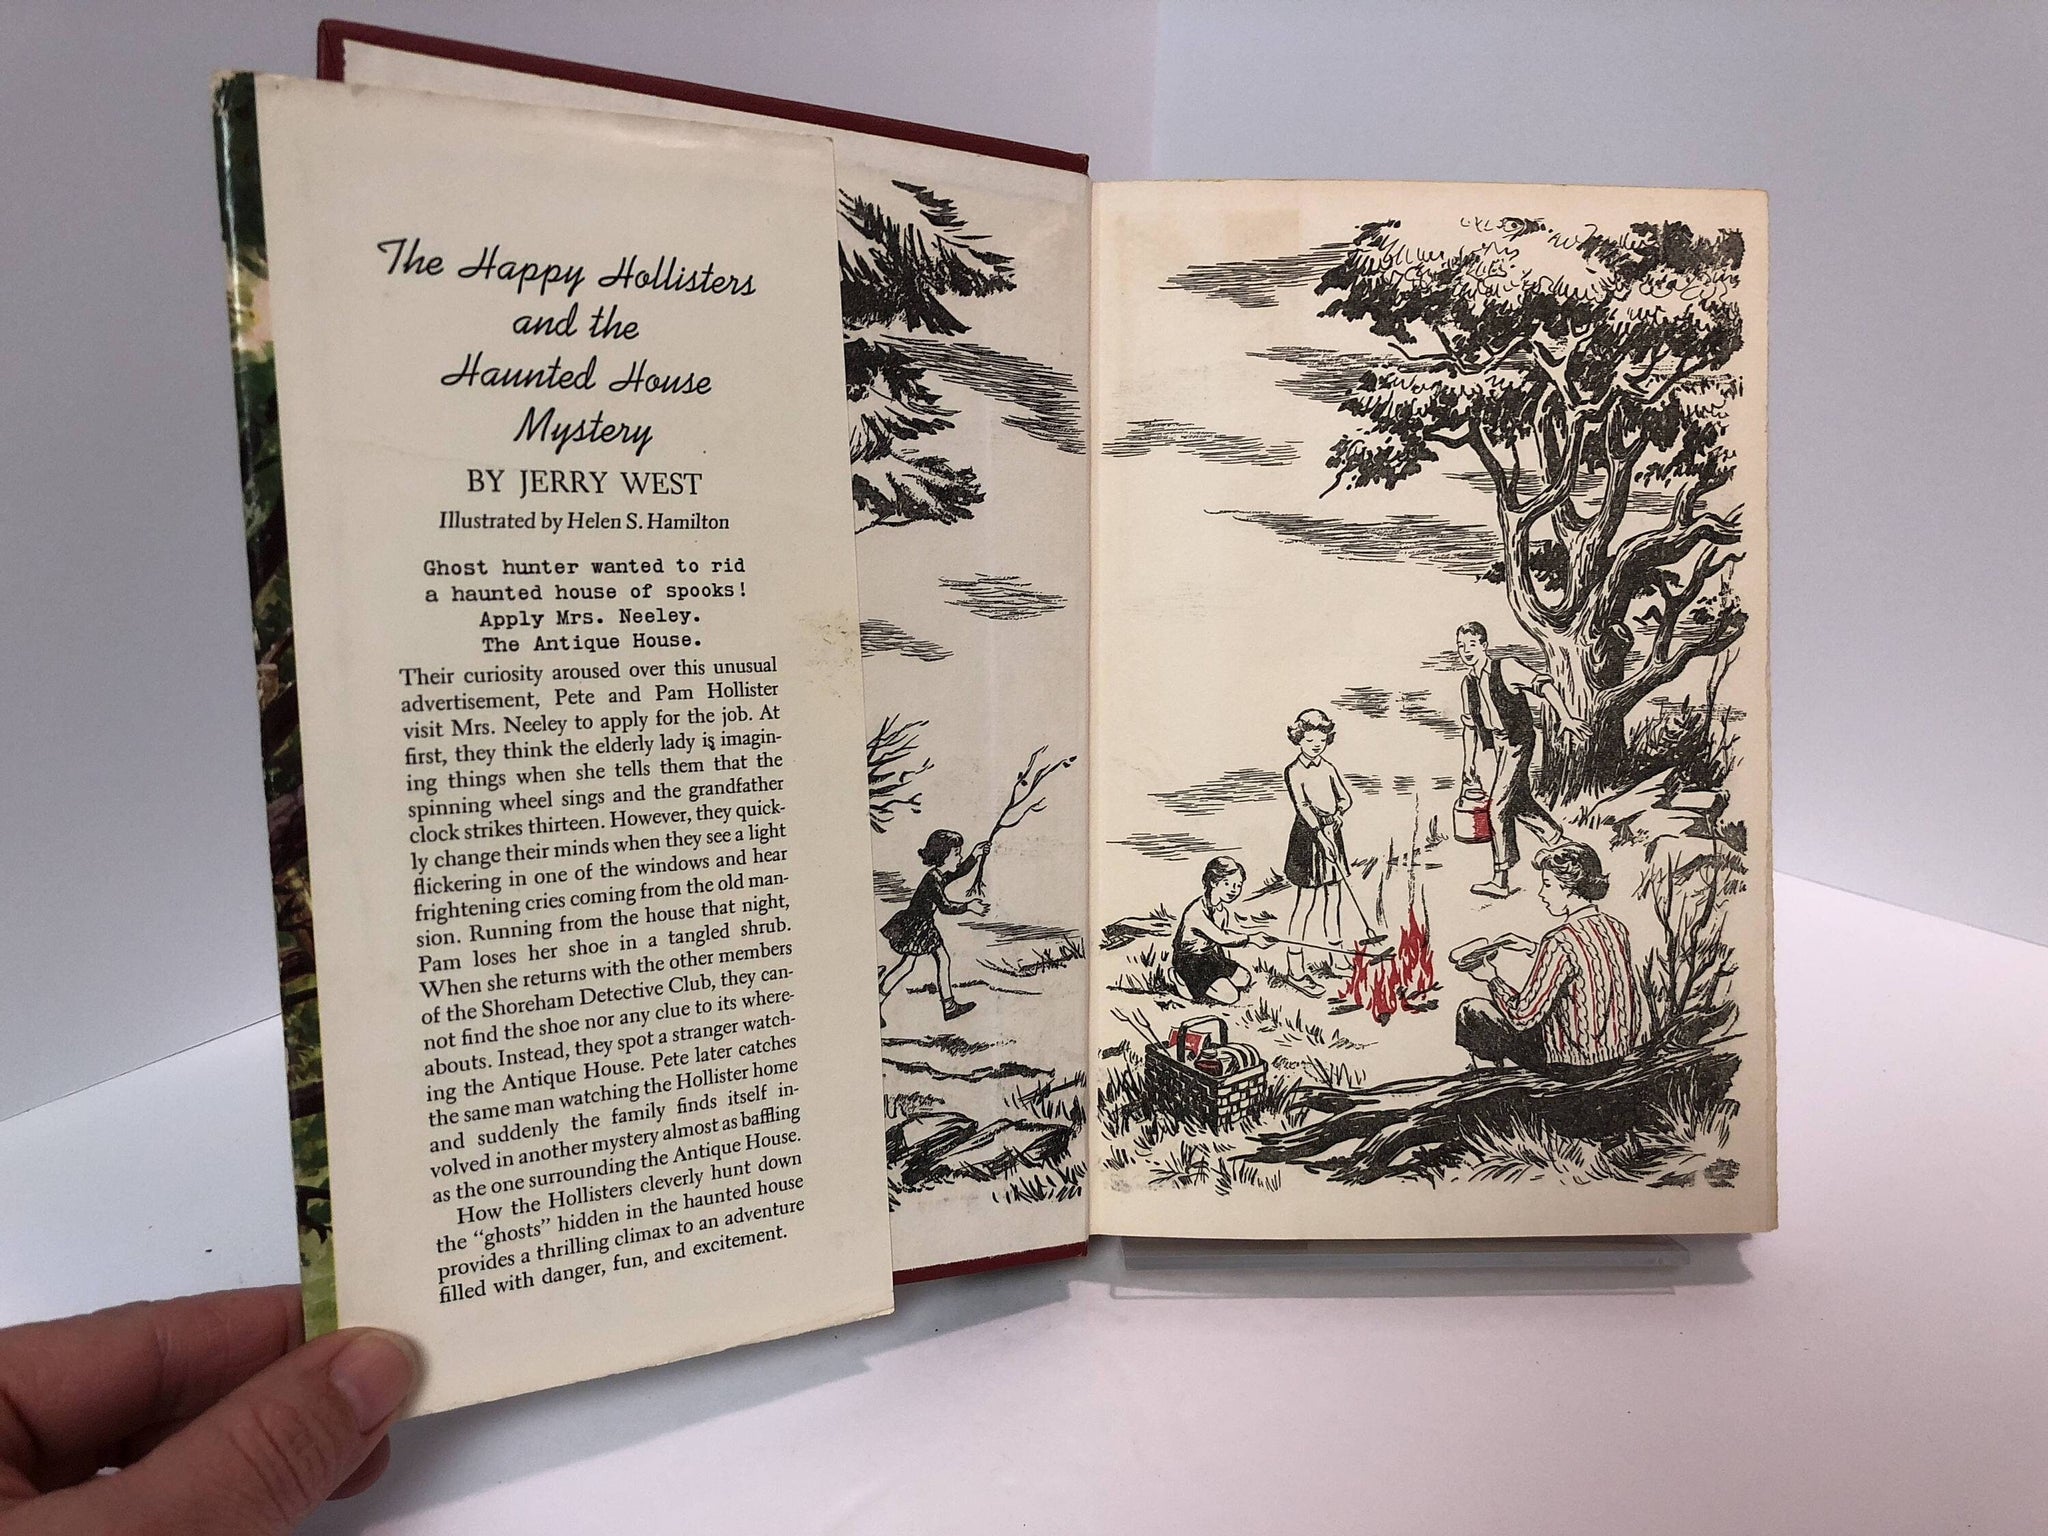 The Happy Hollisters
and the
Haunted House
Mystery
BY JERRY WEST
Illustrated by Helen S. Hamilton
Ghost hunter wanted to rid
a haunted house of spooks!
Apply Mrs. Neeley.
The Antique House.
Their curiosity aroused over this unusual
advertisement, Pete and Pam Hollister
visit Mrs. Neeley to apply for the job. At
first, they think the elderly lady is imagin-
ing things when she tells them that the
spinning wheel sings and the grandfather
clock strikes thirteen. However, they quick-
ly change their minds when they see a light
flickering in one of the windows and hear
frightening cries coming from the old man-
sion. Running from the house that night,
Pam loses her shoe in a tangled shrub.
When she returns with the other members
of the Shoreham Detective Club, they can-
not find the shoe nor any clue to its where-
abouts. Instead, they spot a stranger watch-
ing the Antique House. Pete later catches
the same man watching the Hollister home
and suddenly the family finds itself in-
volved in another mystery almost as baffling
as the one surrounding the Antique House.
How the Hollisters cleverly hunt down
the “ghosts” hidden in the haunted house
provides a thrilling climax to an adventure
filled with danger, fun, and excitement.